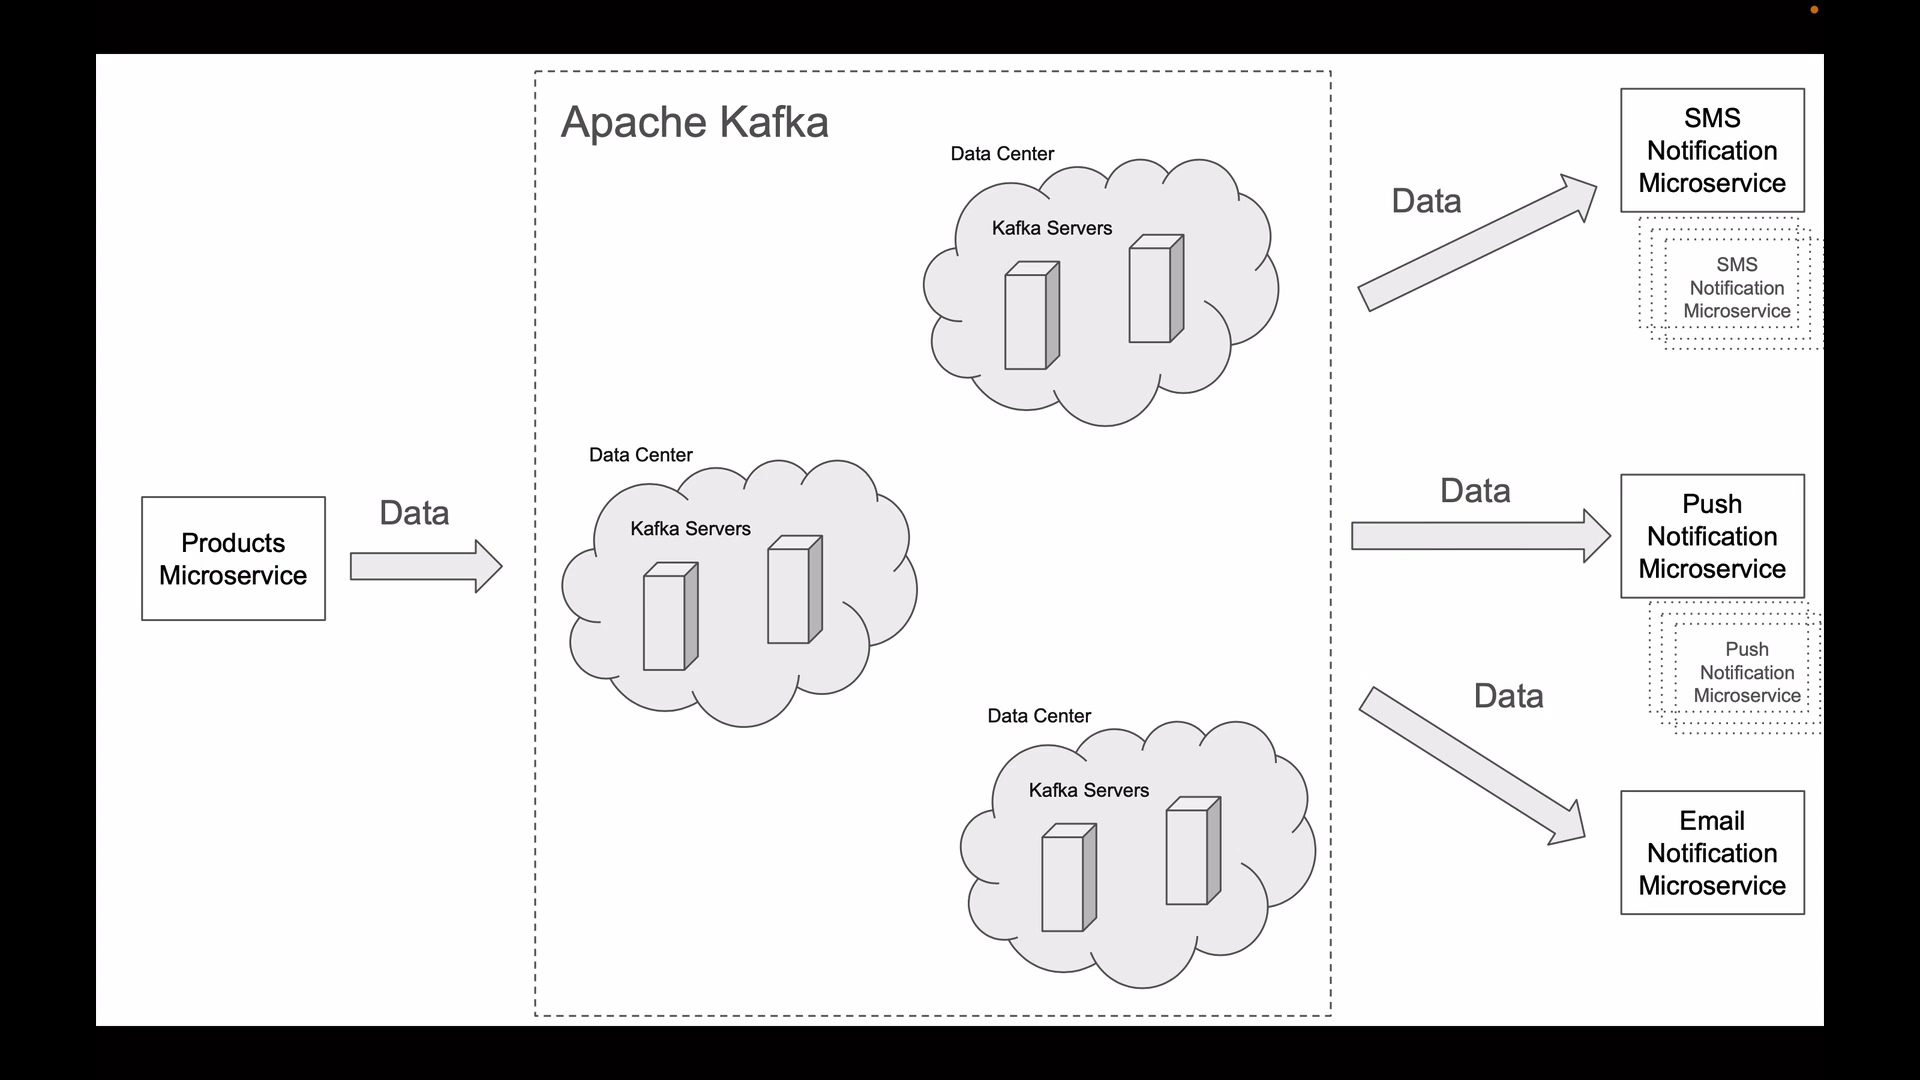 Apache Kafka
Data Center
Kafka Servers
Data Center
Kafka Servers
Data Center
Kafka Servers
Products
Microservice
Data
Data
SMS
Notification
Microservice
SMS
Notification
Microservice
Data
Push
Notification
Microservice
Push
Notification
Microservice
Data
Email
Notification
Microservice